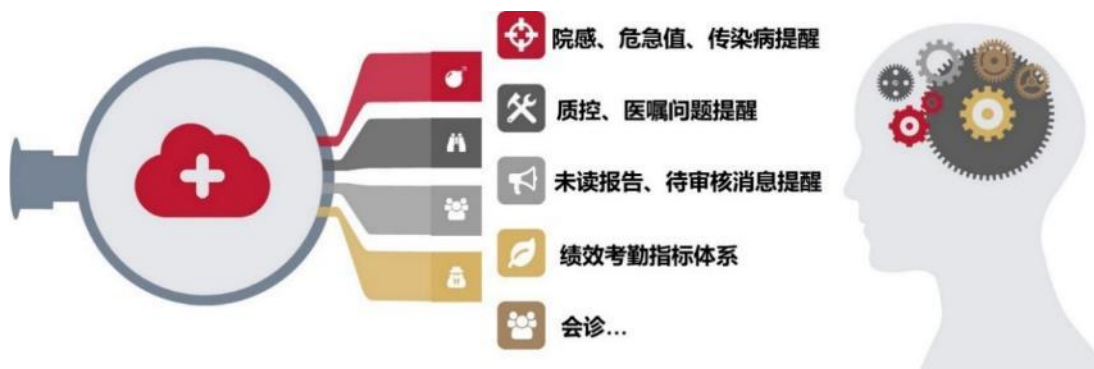 院感、危急值、传染病提醒
质控、医嘱问题提醒
未读报告、待审核消息提醒
绩效考勤指标体系
会诊...